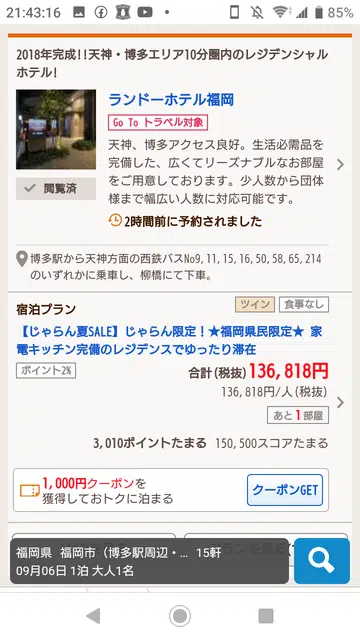 21:43:16
85%
2018年完成!!天神・博多エリア10分圏内のレジデンシャル
ホテル!
ランドーホテル福岡
Go To トラベル対象
天神、博多アクセス良好。生活必需品を
完備した、広くてリーズナブルなお部屋
をご用意しております。少人数から団体
様まで幅広い人数に対応可能です。
閲覧済
2時間前に予約されました
博多駅から天神方面の西鉄バスNo9,11,15,16,50,58,65,214
のいずれかに乗車し、柳橋にて下車。
宿泊プラン
ツイン 食事なし
【じゃらん夏SALE】じゃらん限定！★福岡県民限定★ 家
電キッチン完備のレジデンスでゆったり滞在
ポイント2%
合計(税抜) 136,818円
136,818円/人(税抜)
あと1部屋
3,010ポイントたまる 150,500スコアたまる
1,000円クーポンを
獲得しておトクに泊まる
クーポンGET
福岡県 福岡市（博多駅周辺・… 15軒
09月06日 1泊 大人1名